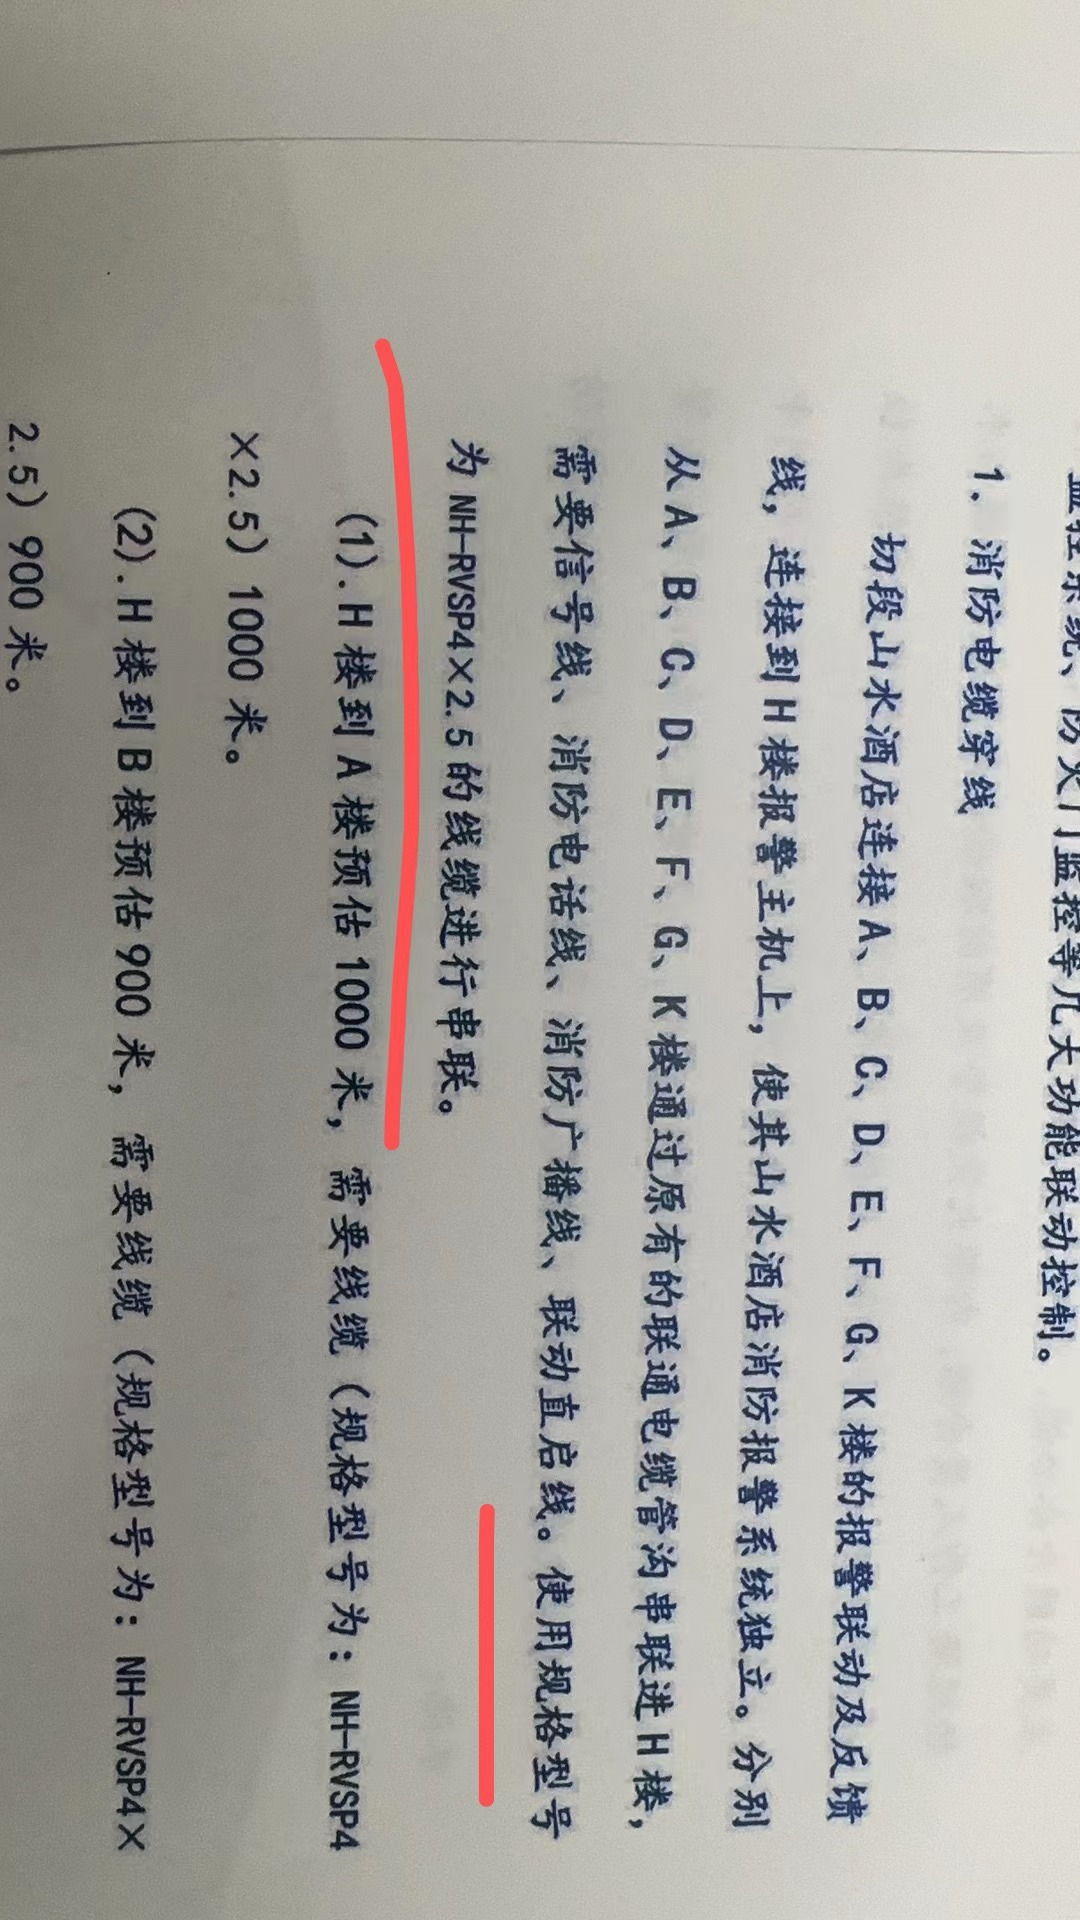 监控系统、防火门监控等几大功能联动控制。
1. 消防电缆穿线
切段山水酒店连接A、B、C、D、E、F、G、K楼的报警联动及反馈
线，连接到H楼报警主机上，使其山水酒店消防报警系统独立。分别
从A、B、C、D、E、F、G、K楼通过原有的联通电缆管沟串联进H楼，
需要信号线、消防电话线、消防广播线、联动直启线。使用规格型号
为NH-RVSP4×2.5的线缆进行串联。
(1).H楼到A楼预估1000米，需要线缆（规格型号为：NH-RVSP4
×2.5）1000米。
(2).H楼到B楼预估900米，需要线缆（规格型号为：NH-RVSP4×
2.5）900米。